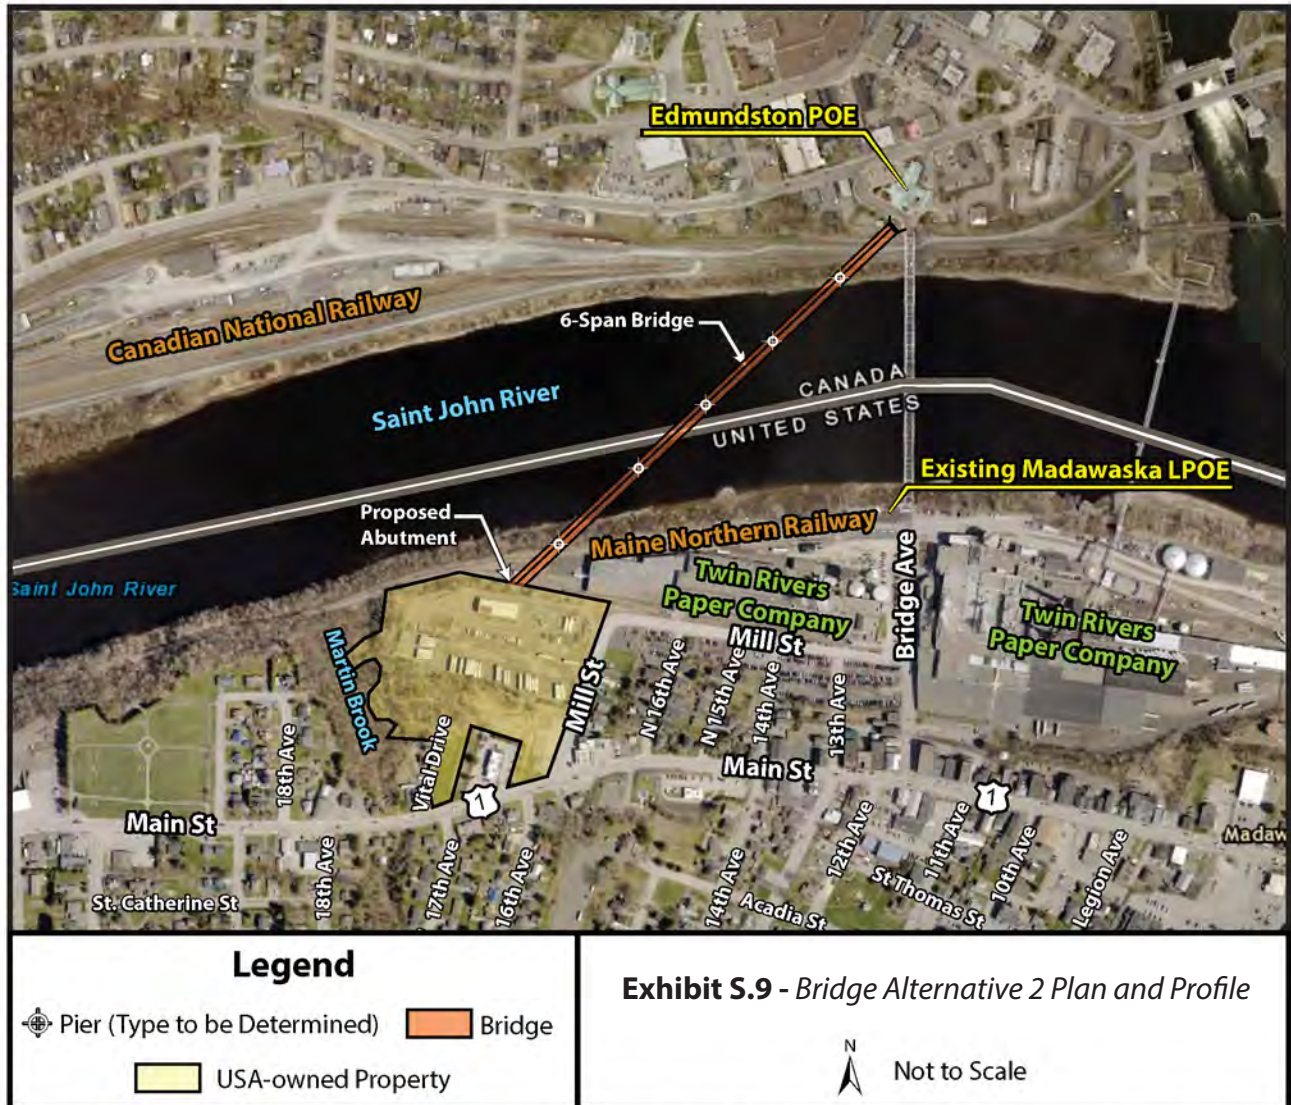 Edmundston POE
Canadian National Railway
6-Span Bridge
Saint John River
CANADA
UNITED STATES
Existing Madawaska LPOE
Proposed
Abutment
Maine Northern Railway
Saint John River
Twin Rivers
Paper Company
Bridge Ave
Twin Rivers
Paper Company
Mill St
Martin Brook
Mill St
N 16th Ave
N 15th Ave
14th Ave
13th Ave
18th Ave
Vital Drive
Main St
1
1
Main St
Madaw
18th Ave
17th Ave
16th Ave
14th Ave
12th Ave
11th Ave
10th Ave
Legion Ave
St Thomas St
Acadia St
St. Catherine St
Legend
Pier (Type to be Determined)
Bridge
USA-owned Property
Exhibit S.9 - Bridge Alternative 2 Plan and Profile
N
Not to Scale